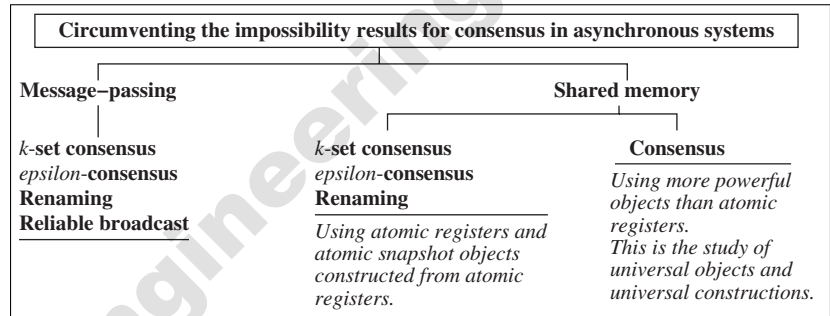 Circumventing the impossibility results for consensus in asynchronous systems
Message−passing
k-set consensus
epsilon-consensus
Renaming
Reliable broadcast
Shared memory
k-set consensus
epsilon-consensus
Renaming
Using atomic registers and
atomic snapshot objects
constructed from atomic
registers.
Consensus
Using more powerful
objects than atomic
registers.
This is the study of
universal objects and
universal constructions.
ngineering